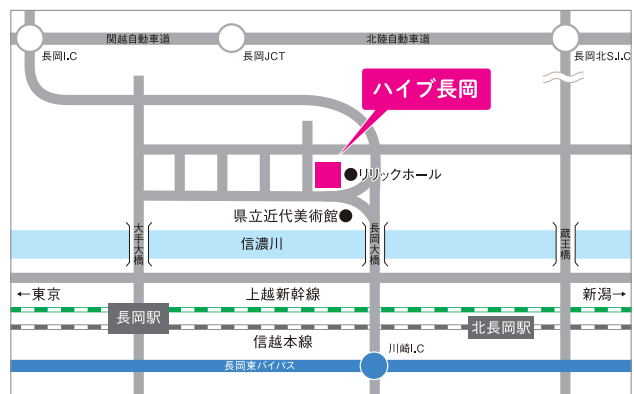 関越自動車道
北陸自動車道
長岡I.C
長岡JCT
長岡北S.I.C
ハイブ長岡
リリックホール
県立近代美術館
大手大橋
信濃川
長岡大橋
蔵王橋
←東京
上越新幹線
新潟→
長岡駅
北長岡駅
信越本線
川崎I.C
長岡東バイパス